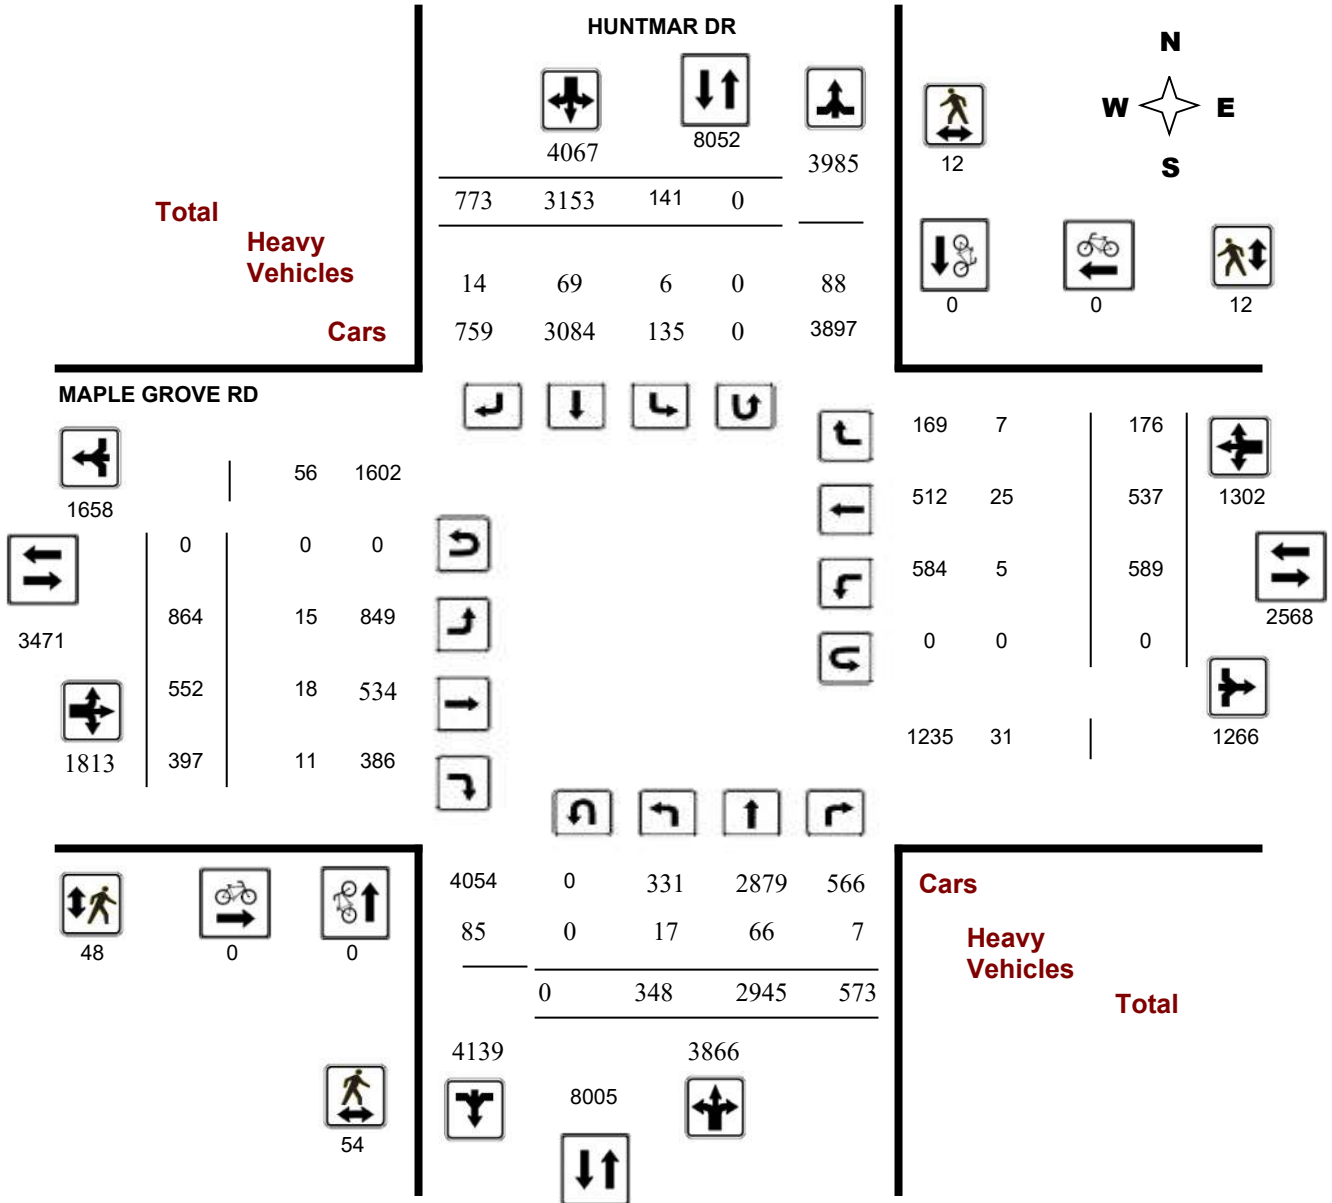 HUNTMAR DR
N
W E
S
4067
8052
3985
12
Total
773 3153 141 0
Heavy
Vehicles
14 69 6 0 88
0 0 12
Cars
759 3084 135 0 3897
MAPLE GROVE RD
169 7 176
56 1602
1658
512 25 537 1302
0 0 0
584 5 589
864 15 849
2568
3471
0 0 0
552 18 534
1235 31 1266
1813 397 11 386
4054 0 331 2879 566
Cars
85 0 17 66 7
Heavy
Vehicles
48 0 0
0 348 2945 573
Total
4139 3866
8005
54